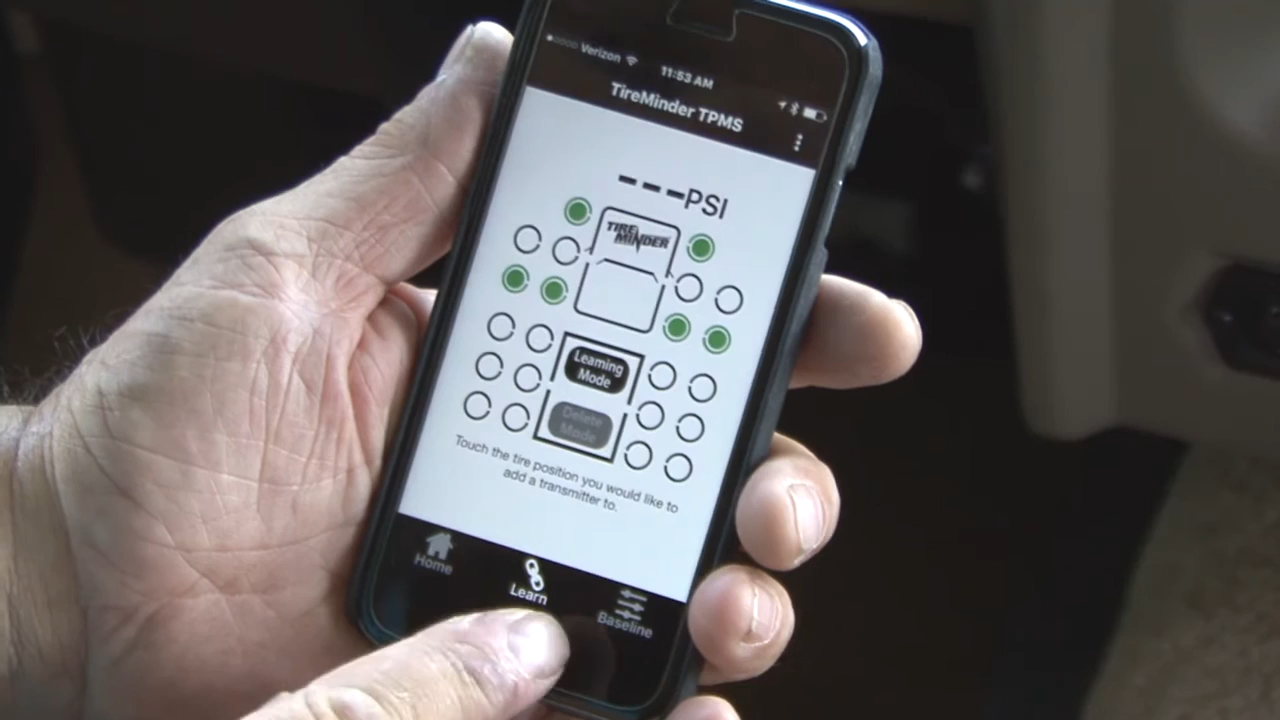 Verizon
11:53 AM
TireMinder TPMS
---PSI
TIRE
MINDER
Learning
Mode
Delete
Mode
Touch the tire position you would like to
add a transmitter to.
Home
Learn
Baseline